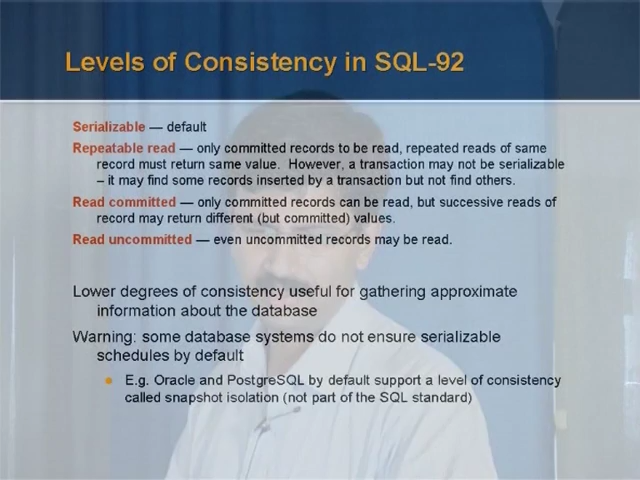 Levels of Consistency in SQL-92
Serializable — default
Repeatable read — only committed records to be read, repeated reads of same
record must return same value. However, a transaction may not be serializable
– it may find some records inserted by a transaction but not find others.
Read committed — only committed records can be read, but successive reads of
record may return different (but committed) values.
Read uncommitted — even uncommitted records may be read.
Lower degrees of consistency useful for gathering approximate
information about the database
Warning: some database systems do not ensure serializable
schedules by default
E.g. Oracle and PostgreSQL by default support a level of consistency
called snapshot isolation (not part of the SQL standard)